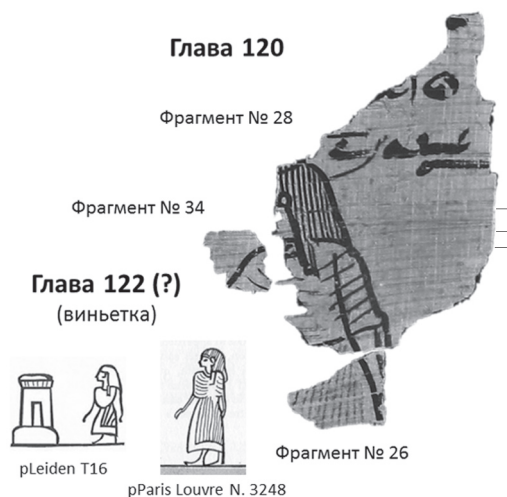 Глава 120
Фрагмент № 28
Фрагмент № 34
Глава 122 (?)
(виньетка)
pLeiden T16
pParis Louvre N. 3248
Фрагмент № 26